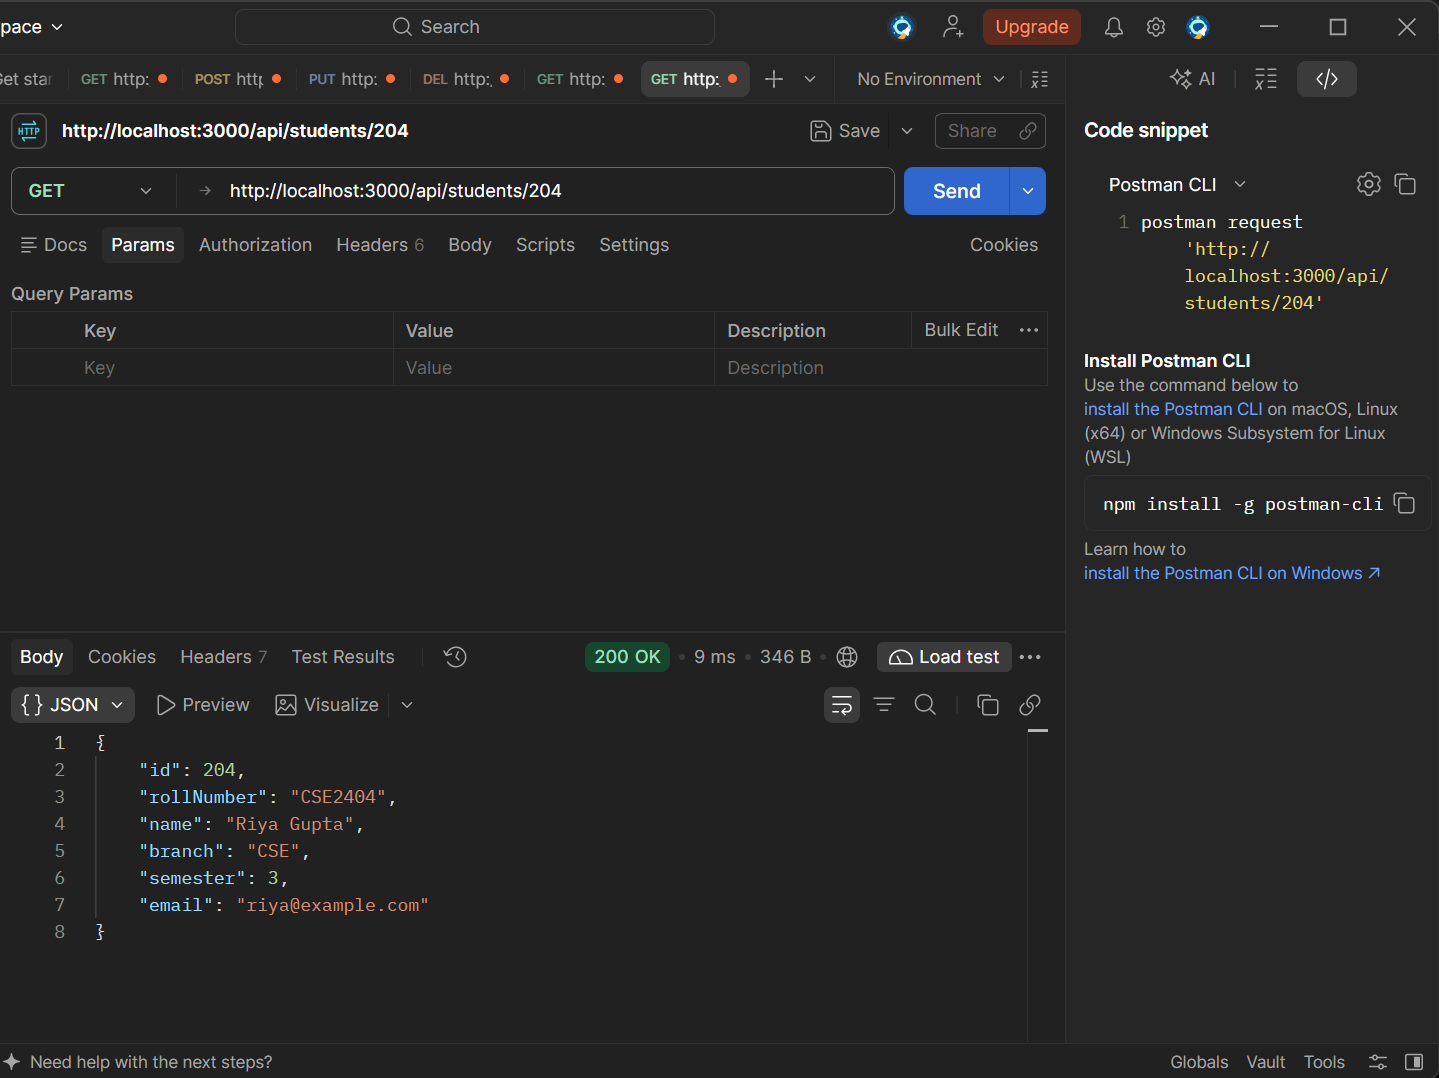 pace
Search
Upgrade
Get star
GET http:
POST http
PUT http:
DEL http:
GET http:
GET http:
No Environment
AI
HTTP
http://localhost:3000/api/students/204
Save
Share
GET
http://localhost:3000/api/students/204
Send
Docs
Params
Authorization
Headers 6
Body
Scripts
Settings
Cookies
Query Params
Key Value Description Bulk Edit
Key Value Description
Code snippet
Postman CLI
1 postman request
'http://
localhost:3000/api/
students/204'
Install Postman CLI
Use the command below to
install the Postman CLI on macOS, Linux
(x64) or Windows Subsystem for Linux
(WSL)
npm install -g postman-cli
Learn how to
install the Postman CLI on Windows
Body
Cookies
Headers 7
Test Results
200 OK
9 ms
346 B
Load test
{} JSON
Preview
Visualize
1 {
2 "id": 204,
3 "rollNumber": "CSE2404",
4 "name": "Riya Gupta",
5 "branch": "CSE",
6 "semester": 3,
7 "email": "riya@example.com"
8 }
Need help with the next steps?
Globals
Vault
Tools